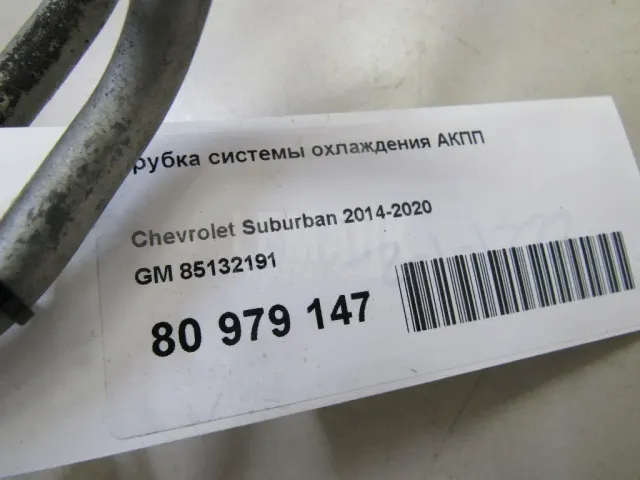 рубка системы охлаждения АКПП
Chevrolet Suburban 2014-2020
GM 85132191
80 979 147